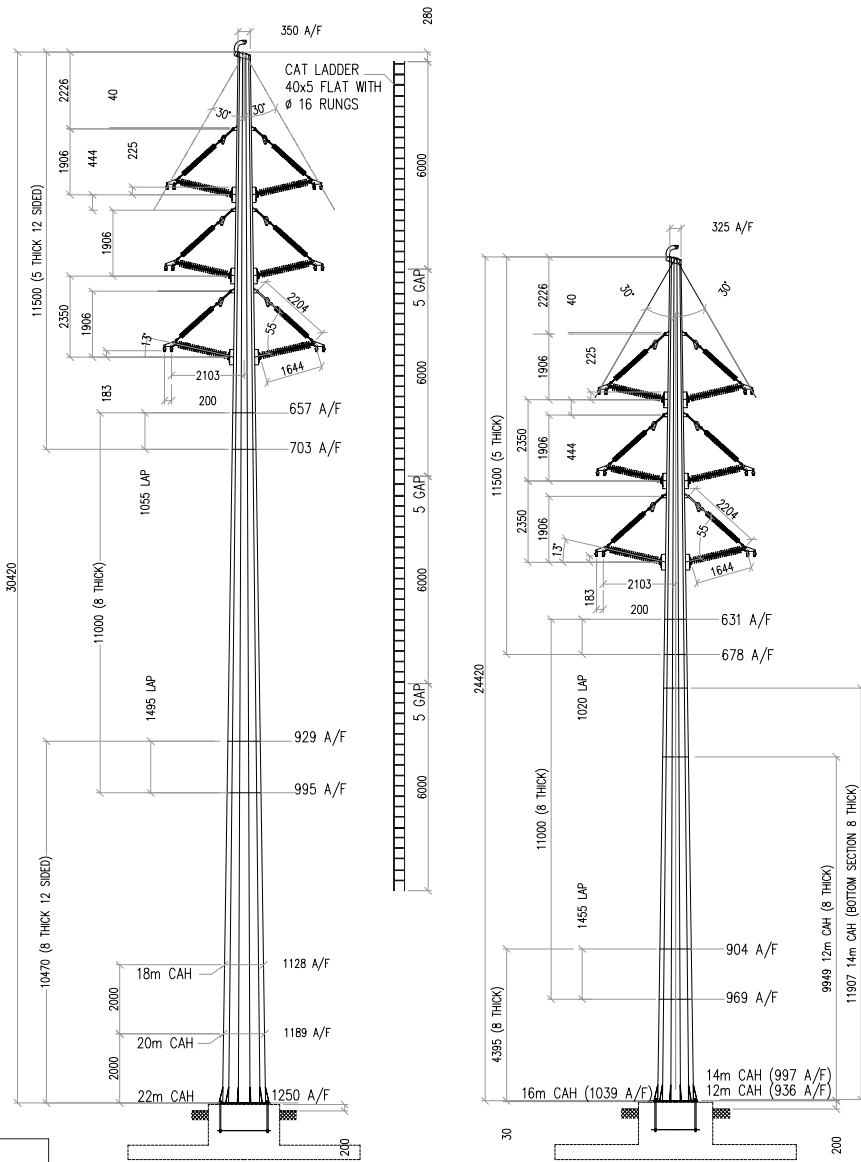 280
350 A/F
CAT LADDER
40x5 FLAT WITH
ø 16 RUNGS
2226
40
30°
30°
1906
444
225
6000
11500 (5 THICK 12 SIDED)
1906
5 GAP
2350
1906
2204
55
13°
1644
2103
6000
183
200
657 A/F
703 A/F
1055 LAP
5 GAP
30420
11000 (8 THICK)
6000
1495 LAP
5 GAP
929 A/F
995 A/F
6000
10470 (8 THICK 12 SIDED)
1128 A/F
18m CAH
2000
1189 A/F
20m CAH
2000
22m CAH
1250 A/F
200
325 A/F
2226
40
30°
30°
1906
225
11500 (5 THICK)
2350
1906
444
2350
1906
2204
55
13°
1644
2103
183
200
631 A/F
678 A/F
24420
1020 LAP
11000 (8 THICK)
1455 LAP
904 A/F
969 A/F
9949 12m CAH (8 THICK)
11907 14m CAH (BOTTOM SECTION 8 THICK)
4395 (8 THICK)
16m CAH (1039 A/F)
14m CAH (997 A/F)
12m CAH (936 A/F)
30
200